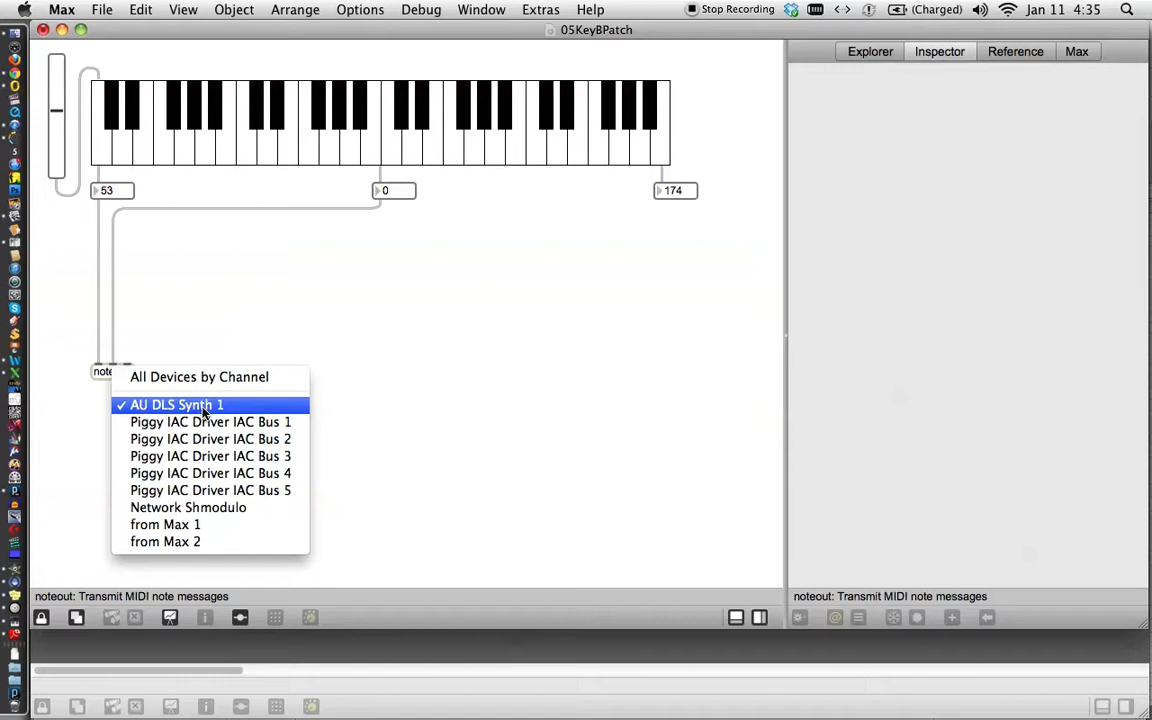 Max File Edit View Object Arrange Options Debug Window Extras Help Stop Recording (Charged) Jan 11 4:35
05KeyBPatch
Explorer Inspector Reference Max
53 0 174
note
All Devices by Channel
✓ AU DLS Synth 1
Piggy IAC Driver IAC Bus 1
Piggy IAC Driver IAC Bus 2
Piggy IAC Driver IAC Bus 3
Piggy IAC Driver IAC Bus 4
Piggy IAC Driver IAC Bus 5
Network Shmodulo
from Max 1
from Max 2
noteout: Transmit MIDI note messages noteout: Transmit MIDI note messages